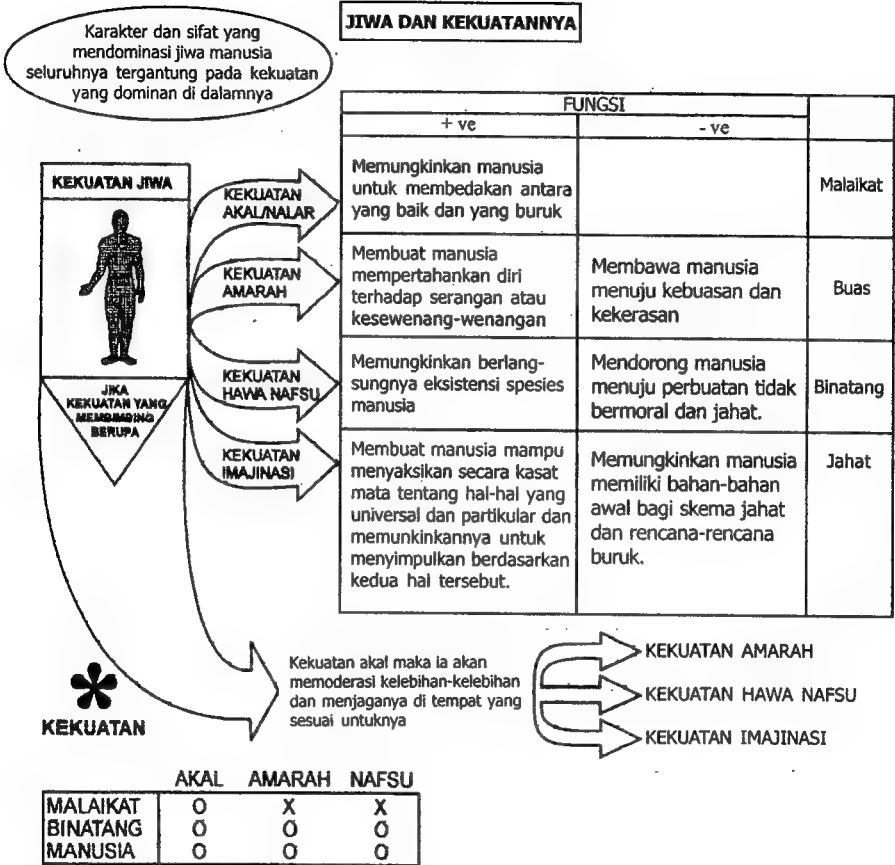 JIWA DAN KEKUATANNYA
Karakter dan sifat yang
mendominasi jiwa manusia
seluruhnya tergantung pada kekuatan
yang dominan di dalamnya
FUNGSI
+ ve
- ve
KEKUATAN JIWA
KEKUATAN
AKAL/NALAR
Memungkinkan manusia
untuk membedakan antara
yang baik dan yang buruk
Malaikat
KEKUATAN
AMARAH
Membuat manusia
mempertahankan diri
terhadap serangan atau
kesewenang-wenangan
Membawa manusia
menuju kebuasan dan
kekerasan
Buas
KEKUATAN
HAWA NAFSU
Memungkinkan berlang-
sungnya eksistensi spesies
manusia
Mendorong manusia
menuju perbuatan tidak
bermoral dan jahat.
Binatang
KEKUATAN
IMAJINASI
Membuat manusia mampu
menyaksikan secara kasat
mata tentang hal-hal yang
universal dan partikular dan
memunkinkannya untuk
menyimpulkan berdasarkan
kedua hal tersebut.
Memungkinkan manusia
memiliki bahan-bahan
awal bagi skema jahat
dan rencana-rencana
buruk.
Jahat
JIKA
KEKUATAN YANG
MEMBIMBING
BERUPA
Kekuatan akal maka ia akan
memoderasi kelebihan-kelebihan
dan menjaganya di tempat yang
sesuai untuknya
KEKUATAN AMARAH
KEKUATAN HAWA NAFSU
KEKUATAN IMAJINASI
*
KEKUATAN
AKAL AMARAH NAFSU
MALAIKAT O X X
BINATANG O O O
MANUSIA O O O